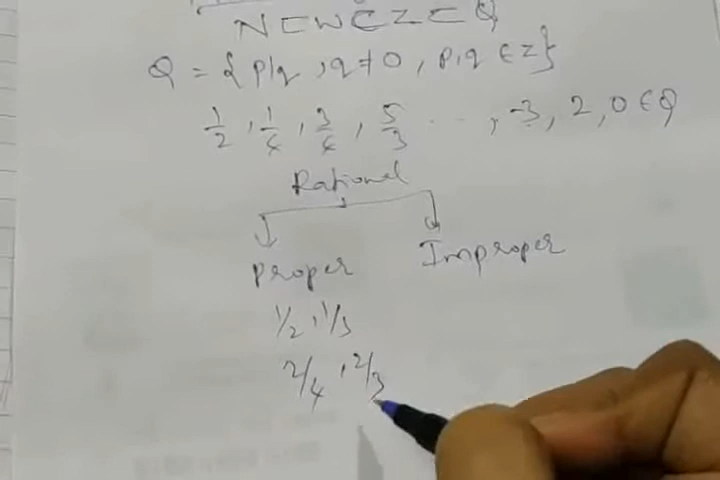 N ⊂ W ⊂ Z ⊂ Q
Q = { p/q , q ≠ 0 , p, q ∈ z }
1/2 , 1/4 , 3/4 , 5/3 ... , -3 , 2 , 0 ∈ Q
Rational
Proper Improper
1/2 , 1/3
2/4 , 2/3